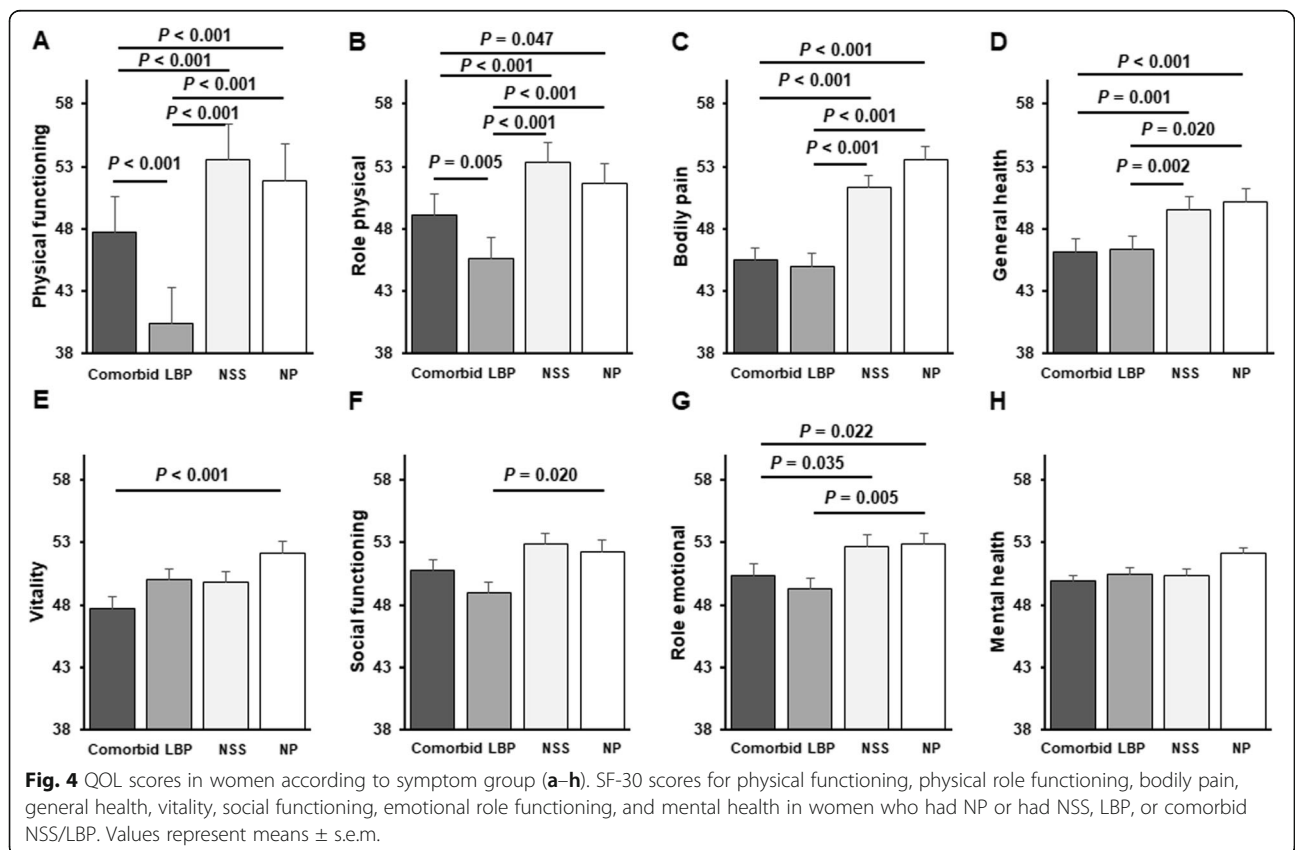 A
P < 0.001
P < 0.001
P < 0.001
P < 0.001
P < 0.001
Physical functioning
58
53
48
43
38
Comorbid LBP NSS NP
B
P = 0.047
P < 0.001
P < 0.001
P < 0.001
P = 0.005
Role physical
58
53
48
43
38
Comorbid LBP NSS NP
C
P < 0.001
P < 0.001
P < 0.001
P < 0.001
Bodily pain
58
53
48
43
38
Comorbid LBP NSS NP
D
P < 0.001
P = 0.001
P = 0.020
P = 0.002
General health
58
53
48
43
38
Comorbid LBP NSS NP
E
P < 0.001
Vitality
58
53
48
43
38
Comorbid LBP NSS NP
F
P = 0.020
Social functioning
58
53
48
43
38
Comorbid LBP NSS NP
G
P = 0.022
P = 0.035
P = 0.005
Role emotional
58
53
48
43
38
Comorbid LBP NSS NP
H
Mental health
58
53
48
43
38
Comorbid LBP NSS NP
Fig. 4 QOL scores in women according to symptom group (a–h). SF-30 scores for physical functioning, physical role functioning, bodily pain,
general health, vitality, social functioning, emotional role functioning, and mental health in women who had NP or had NSS, LBP, or comorbid
NSS/LBP. Values represent means ± s.e.m.